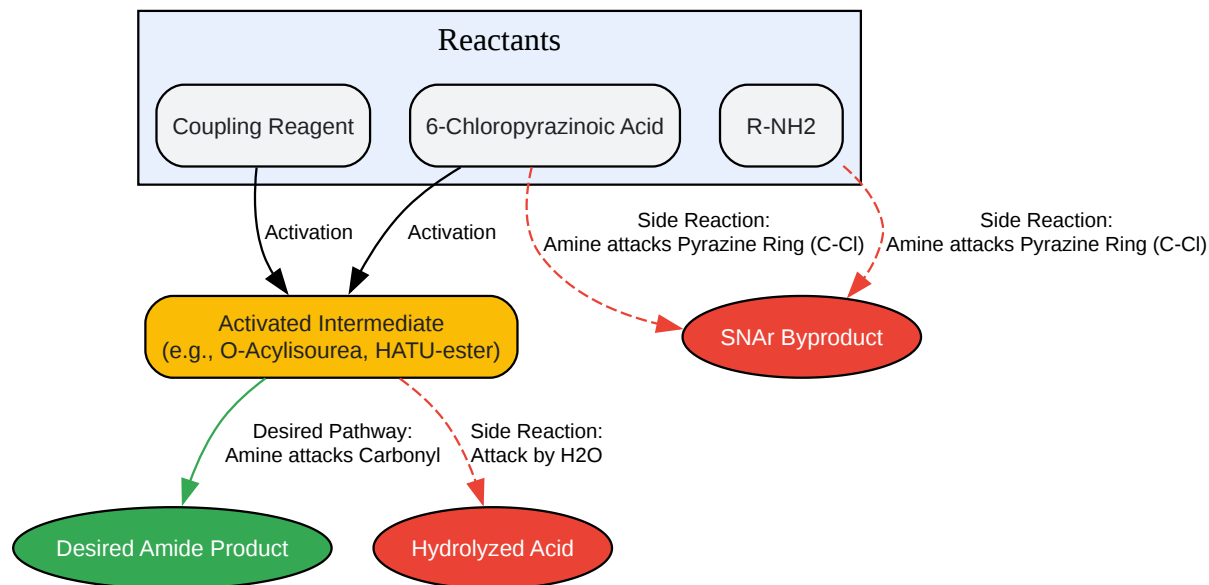 Reactants
Coupling Reagent
6-Chloropyrazinoic Acid
R-NH2
Activation
Activation
Side Reaction:
Amine attacks Pyrazine Ring (C-Cl)
Side Reaction:
Amine attacks Pyrazine Ring (C-Cl)
Activated Intermediate
(e.g., O-Acylisourea, HATU-ester)
SNAr Byproduct
Desired Pathway:
Amine attacks Carbonyl
Side Reaction:
Attack by H2O
Desired Amide Product
Hydrolyzed Acid